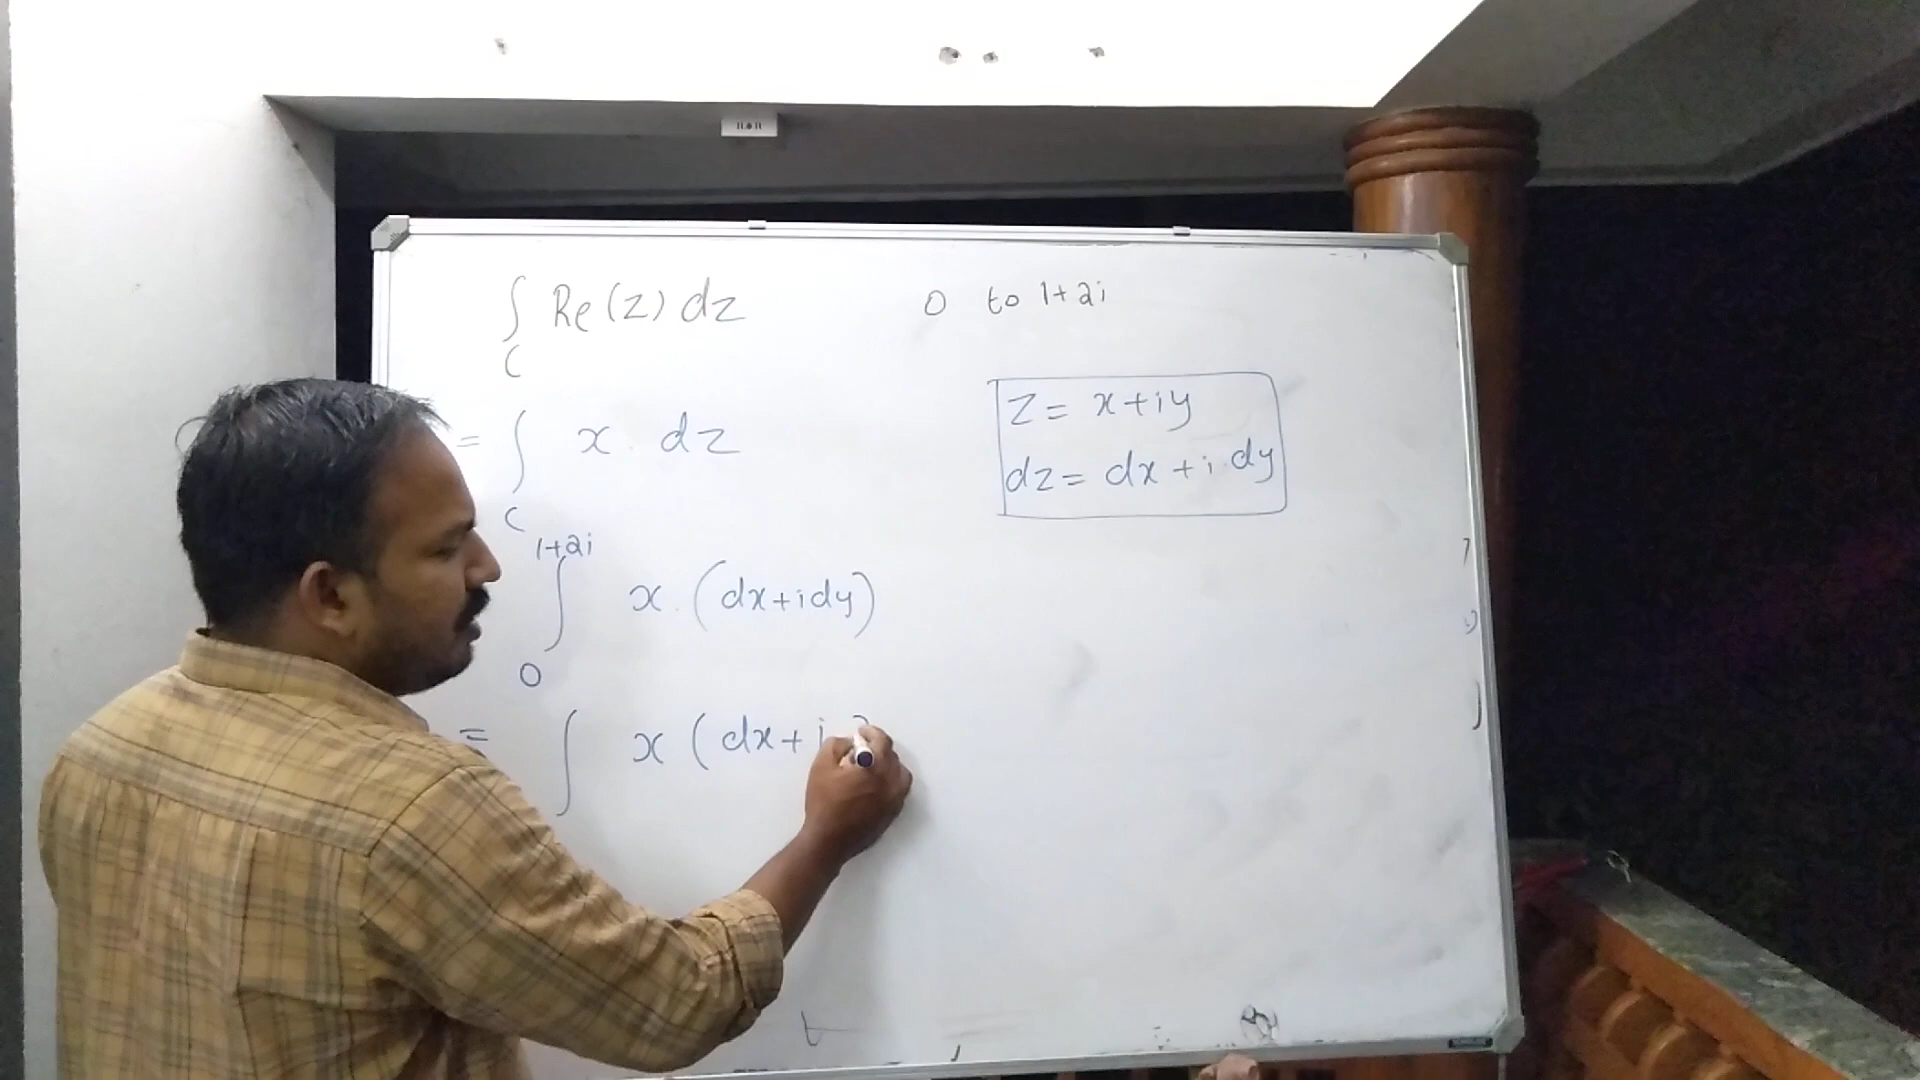 ∫ Re(z) dz 0 to 1+2i
C
= ∫ x . dz
C
z = x+iy
dz = dx + i.dy
1+2i
∫ x . (dx+idy)
0
= ∫ x (dx+i